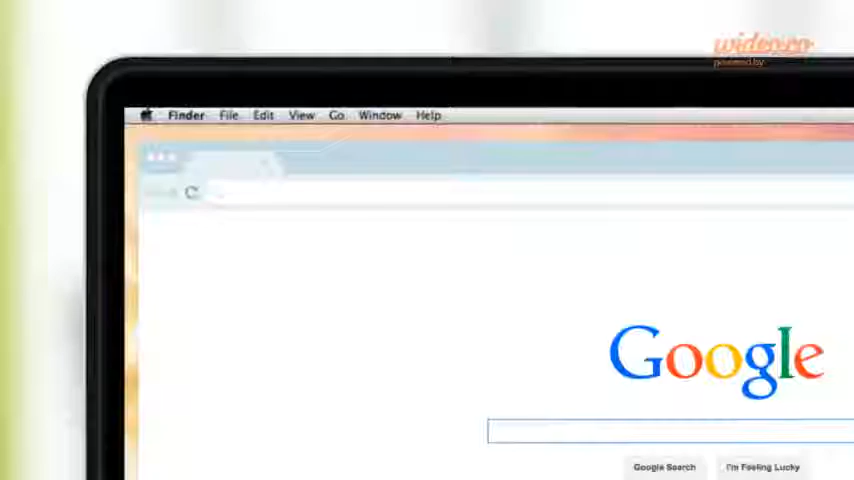 wideo.co
powered by
Finder File Edit View Go Window Help
Google
Google Search I'm Feeling Lucky